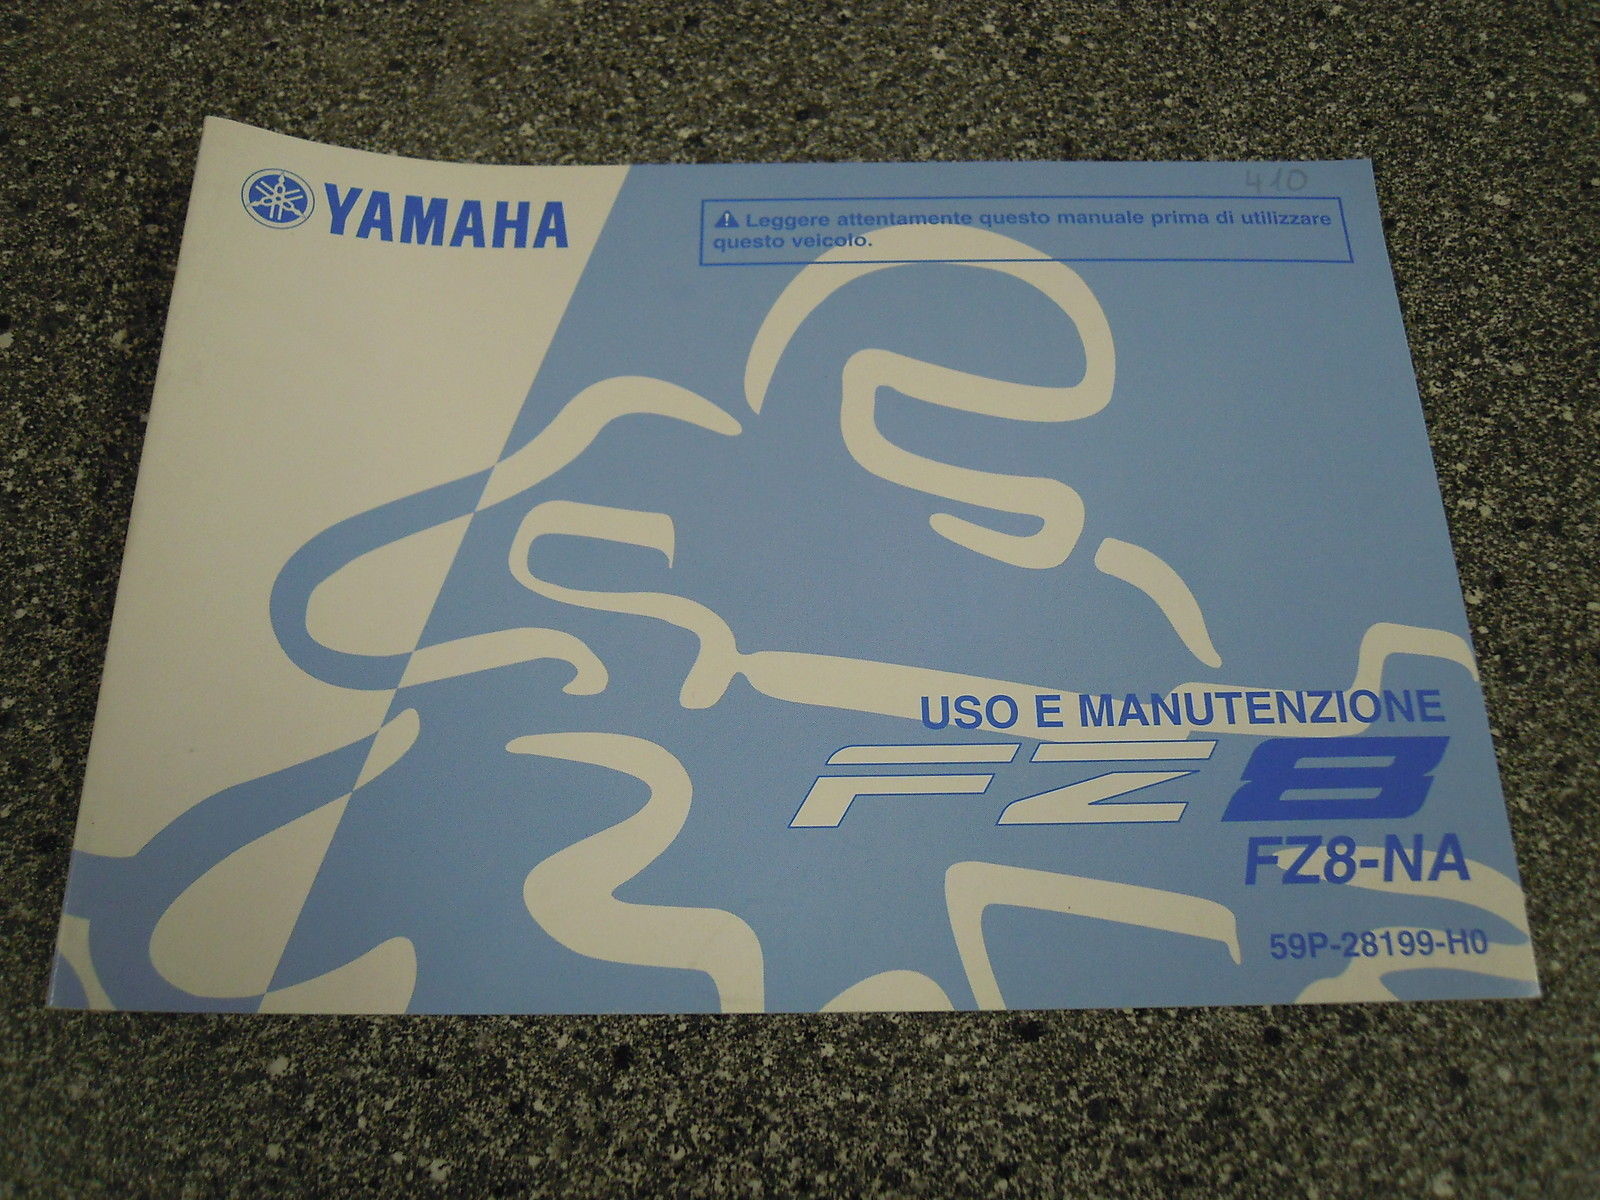 410
YAMAHA
⚠ Leggere attentamente questo manuale prima di utilizzare
questo veicolo.
USO E MANUTENZIONE
FZ8
FZ8-NA
59P-28199-H0